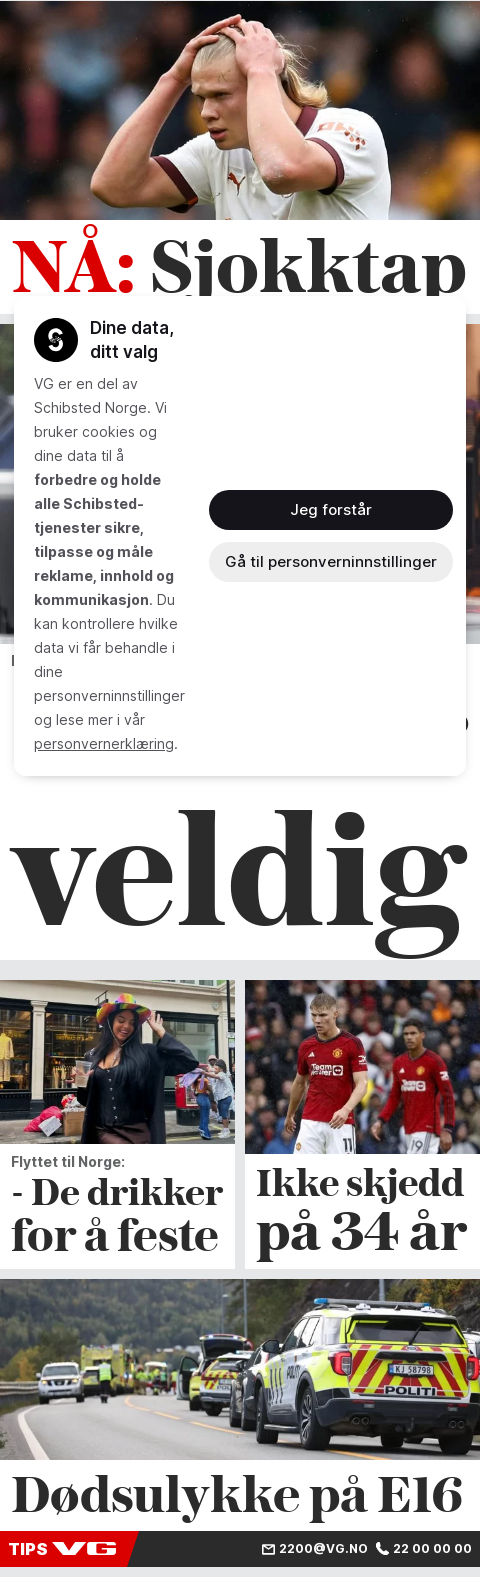 NÅ: Sjokktap
Dine data,
ditt valg
VG er en del av
Schibsted Norge. Vi
bruker cookies og
dine data til å
forbedre og holde
alle Schibsted-
tjenester sikre,
tilpasse og måle
reklame, innhold og
kommunikasjon. Du
kan kontrollere hvilke
data vi får behandle i
dine
personverninnstillinger
og lese mer i vår
personvernerklæring.
Jeg forstår
Gå til personverninnstillinger
veldig
Team
11
19
Flyttet til Norge:
- De drikker
for å feste
Ikke skjedd
på 34 år
POLITI
KJ 58798
POLITI
Dødsulykke på E16
TIPS VG
2200@VG.NO
22 00 00 00